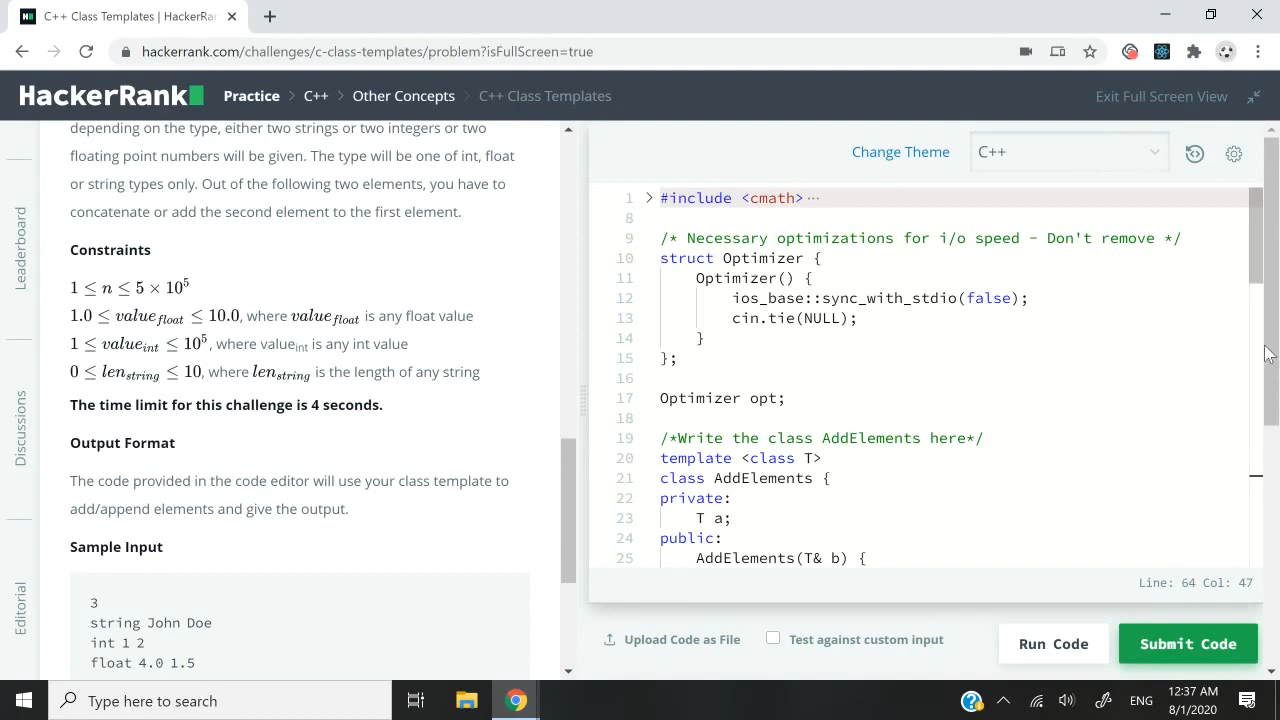 C++ Class Templates | HackerRan
hackerrank.com/challenges/c-class-templates/problem?isFullScreen=true
HackerRank
Practice > C++ > Other Concepts > C++ Class Templates
Exit Full Screen View
Leaderboard
Discussions
Editorial
depending on the type, either two strings or two integers or two
floating point numbers will be given. The type will be one of int, float
or string types only. Out of the following two elements, you have to
concatenate or add the second element to the first element.
Constraints
1 ≤ n ≤ 5 × 10^5
1.0 ≤ value_float ≤ 10.0, where value_float is any float value
1 ≤ value_int ≤ 10^5, where value_int is any int value
0 ≤ len_string ≤ 10, where len_string is the length of any string
The time limit for this challenge is 4 seconds.
Output Format
The code provided in the code editor will use your class template to
add/append elements and give the output.
Sample Input
3
string John Doe
int 1 2
float 4.0 1.5
Change Theme
C++
1 #include <cmath>···
8
9 /* Necessary optimizations for i/o speed - Don't remove */
10 struct Optimizer {
11 Optimizer() {
12 ios_base::sync_with_stdio(false);
13 cin.tie(NULL);
14 }
15 };
16
17 Optimizer opt;
18
19 /*Write the class AddElements here*/
20 template <class T>
21 class AddElements {
22 private:
23 T a;
24 public:
25 AddElements(T& b) {
Line: 64 Col: 47
Upload Code as File
Test against custom input
Run Code
Submit Code
Type here to search
ENG
12:37 AM
8/1/2020